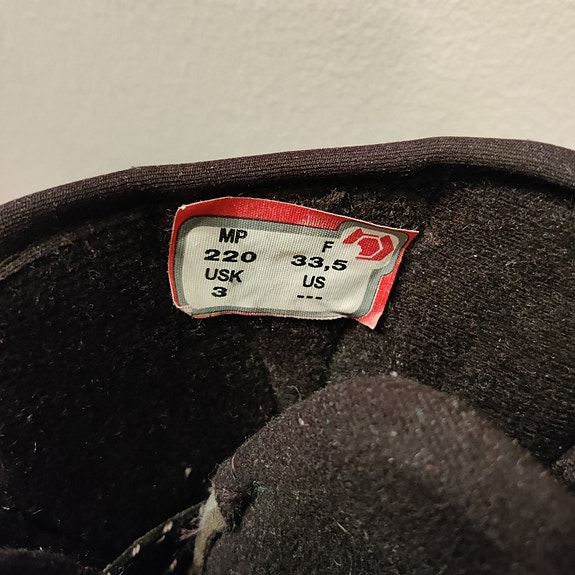 MP F
220 33,5
USK US
3 ---